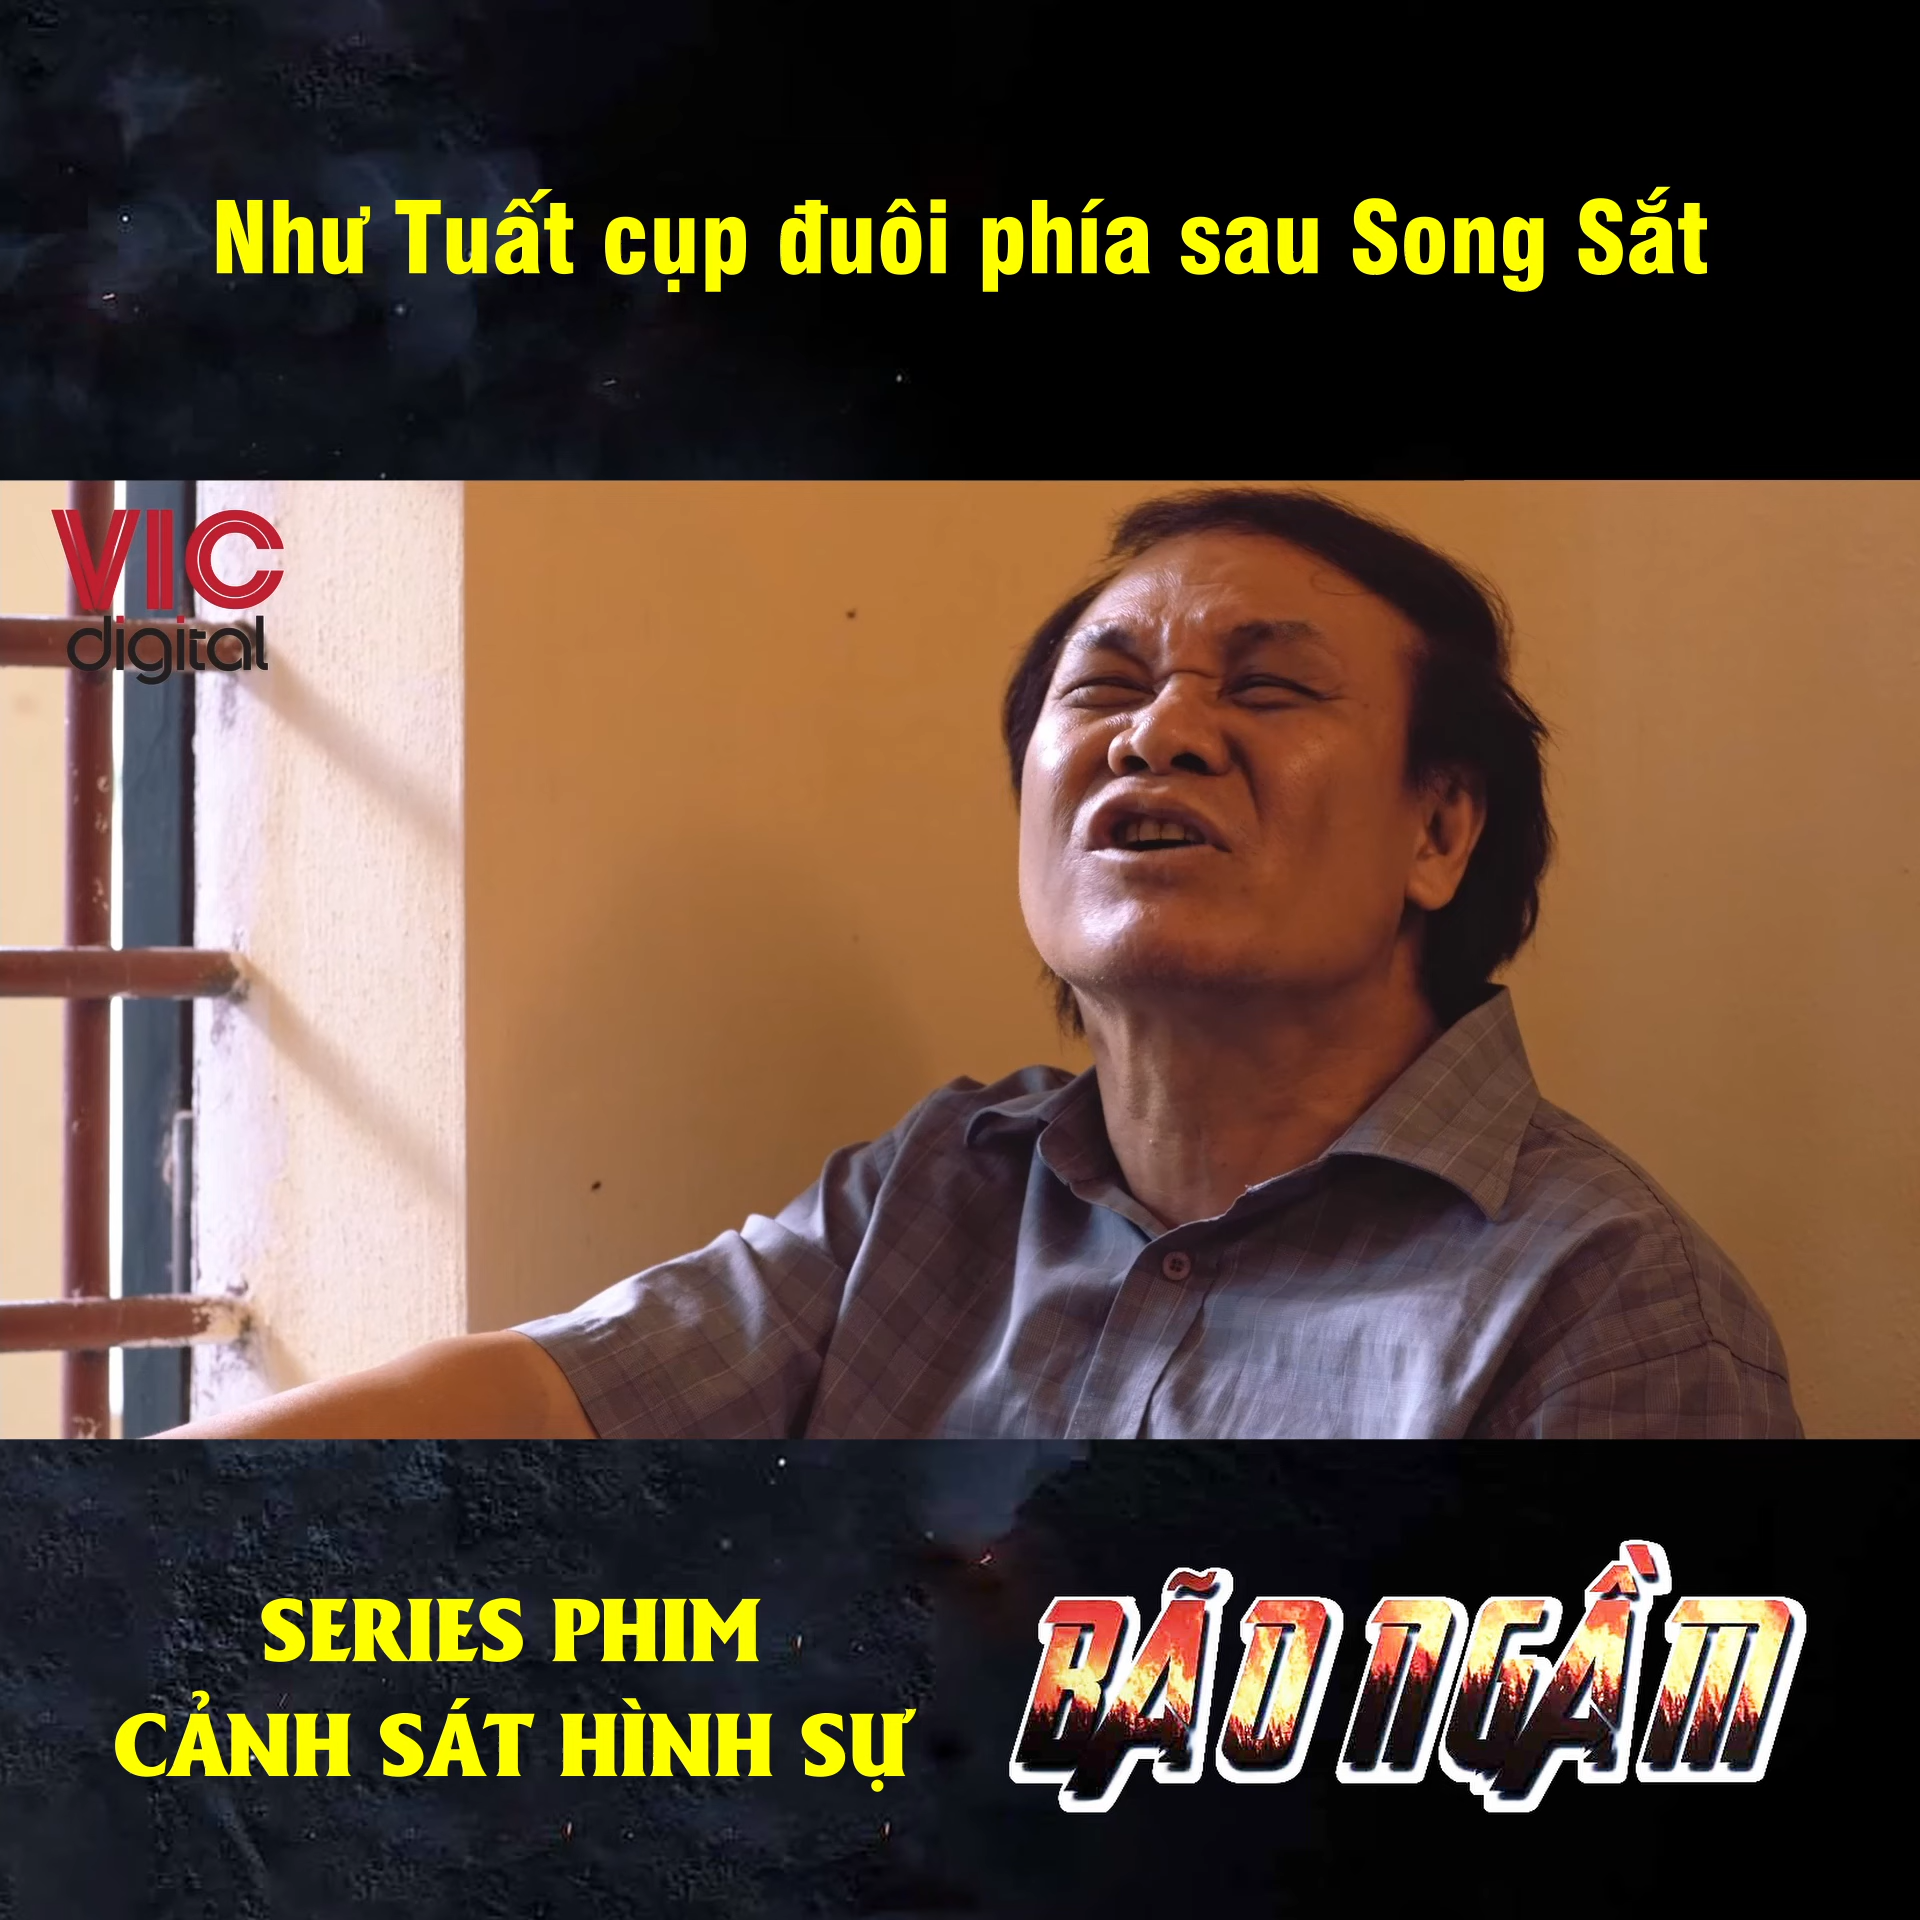 Như Tuất cụp đuôi phía sau Song Sắt
VIC
digital
SERIES PHIM
CẢNH SÁT HÌNH SỰ
BÃO NGẦM